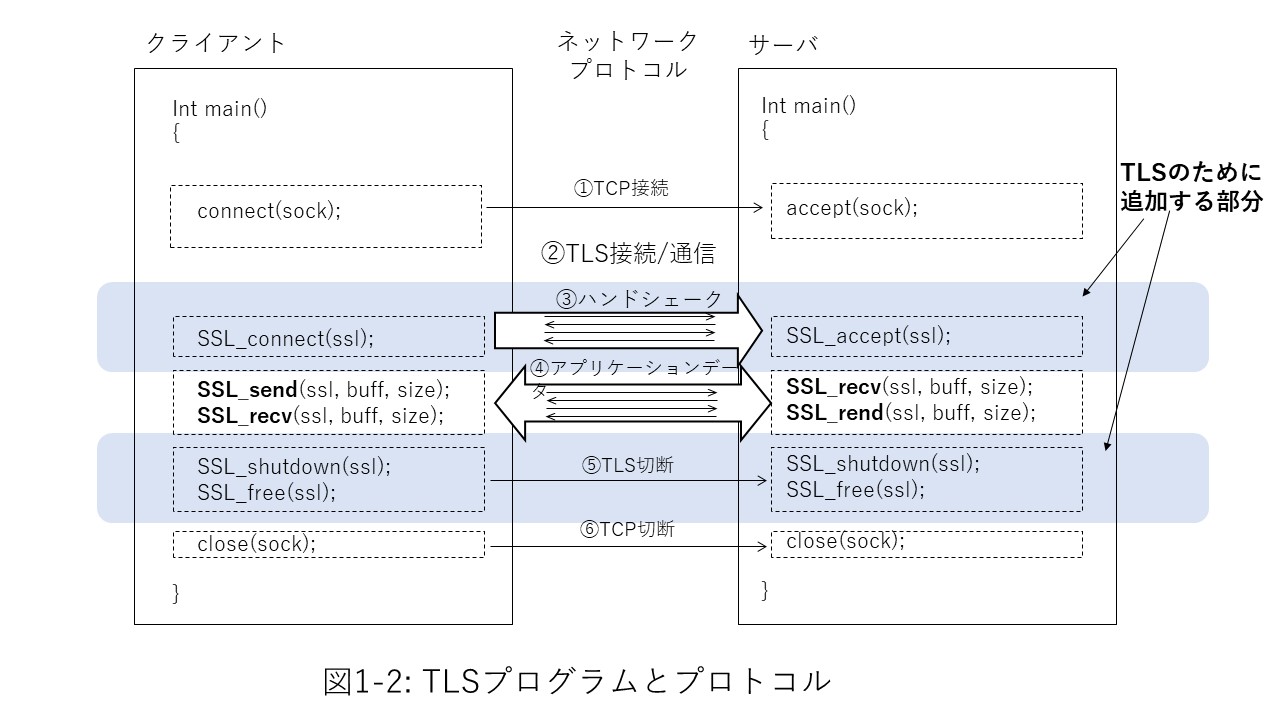 クライアント
ネットワーク
プロトコル
サーバ
Int main()
{
Int main()
{
TLSのために
追加する部分
①TCP接続
connect(sock);
accept(sock);
②TLS接続/通信
③ハンドシェーク
SSL_connect(ssl);
SSL_accept(ssl);
④アプリケーションデー
タ
SSL_send(ssl, buff, size);
SSL_recv(ssl, buff, size);
SSL_recv(ssl, buff, size);
SSL_rend(ssl, buff, size);
⑤TLS切断
SSL_shutdown(ssl);
SSL_free(ssl);
SSL_shutdown(ssl);
SSL_free(ssl);
⑥TCP切断
close(sock);
close(sock);
}
}
図1-2: TLSプログラムとプロトコル